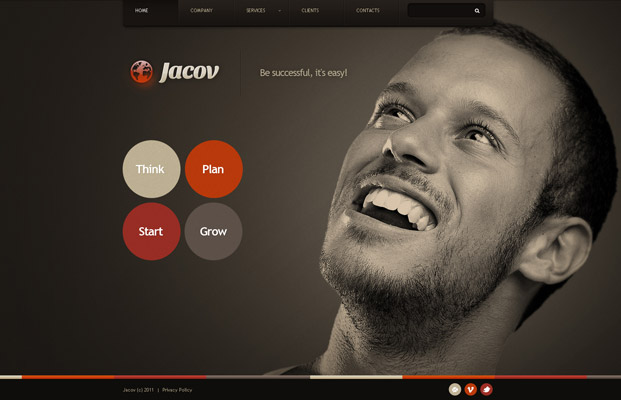 HOME COMPANY SERVICES CLIENTS CONTACTS
Jacov
Be successful, it's easy!
Think Plan
Start Grow
Jacov (c) 2011 | Privacy Policy